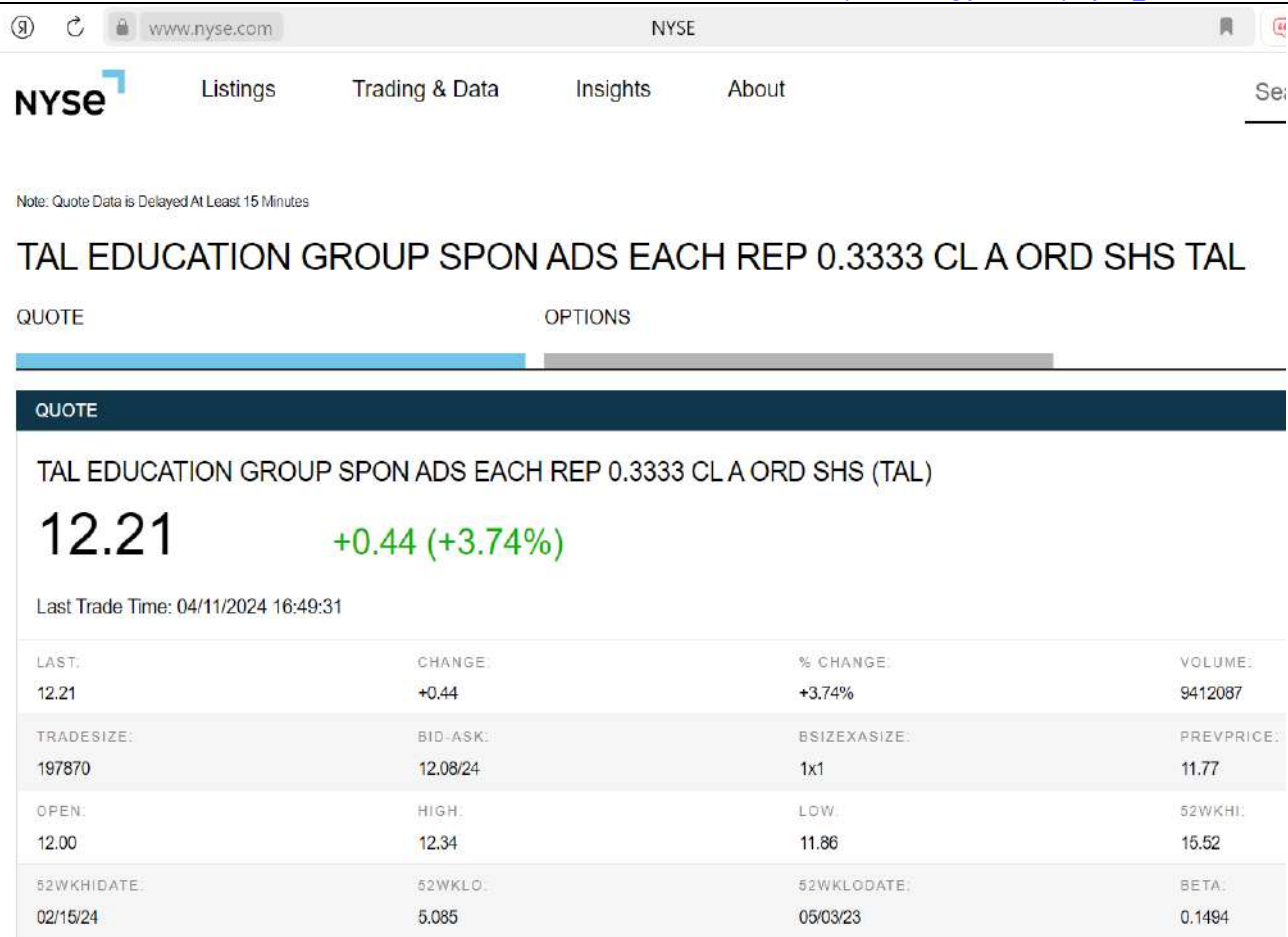 Я www.nyse.com NYSE
NYSE Listings Trading & Data Insights About
Note: Quote Data is Delayed At Least 15 Minutes
TAL EDUCATION GROUP SPON ADS EACH REP 0.3333 CL A ORD SHS TAL
QUOTE OPTIONS
QUOTE
TAL EDUCATION GROUP SPON ADS EACH REP 0.3333 CL A ORD SHS (TAL)
12.21 +0.44 (+3.74%)
Last Trade Time: 04/11/2024 16:49:31
LAST: CHANGE: % CHANGE: VOLUME:
12.21 +0.44 +3.74% 9412087
TRADESIZE: BID-ASK: BSIZEXASIZE: PREVPRICE:
197870 12.08/24 1x1 11.77
OPEN: HIGH: LOW: 52WKHI:
12.00 12.34 11.86 15.52
52WKHIDATE: 52WKLO: 52WKLODATE: BETA:
02/15/24 5.085 05/03/23 0.1494